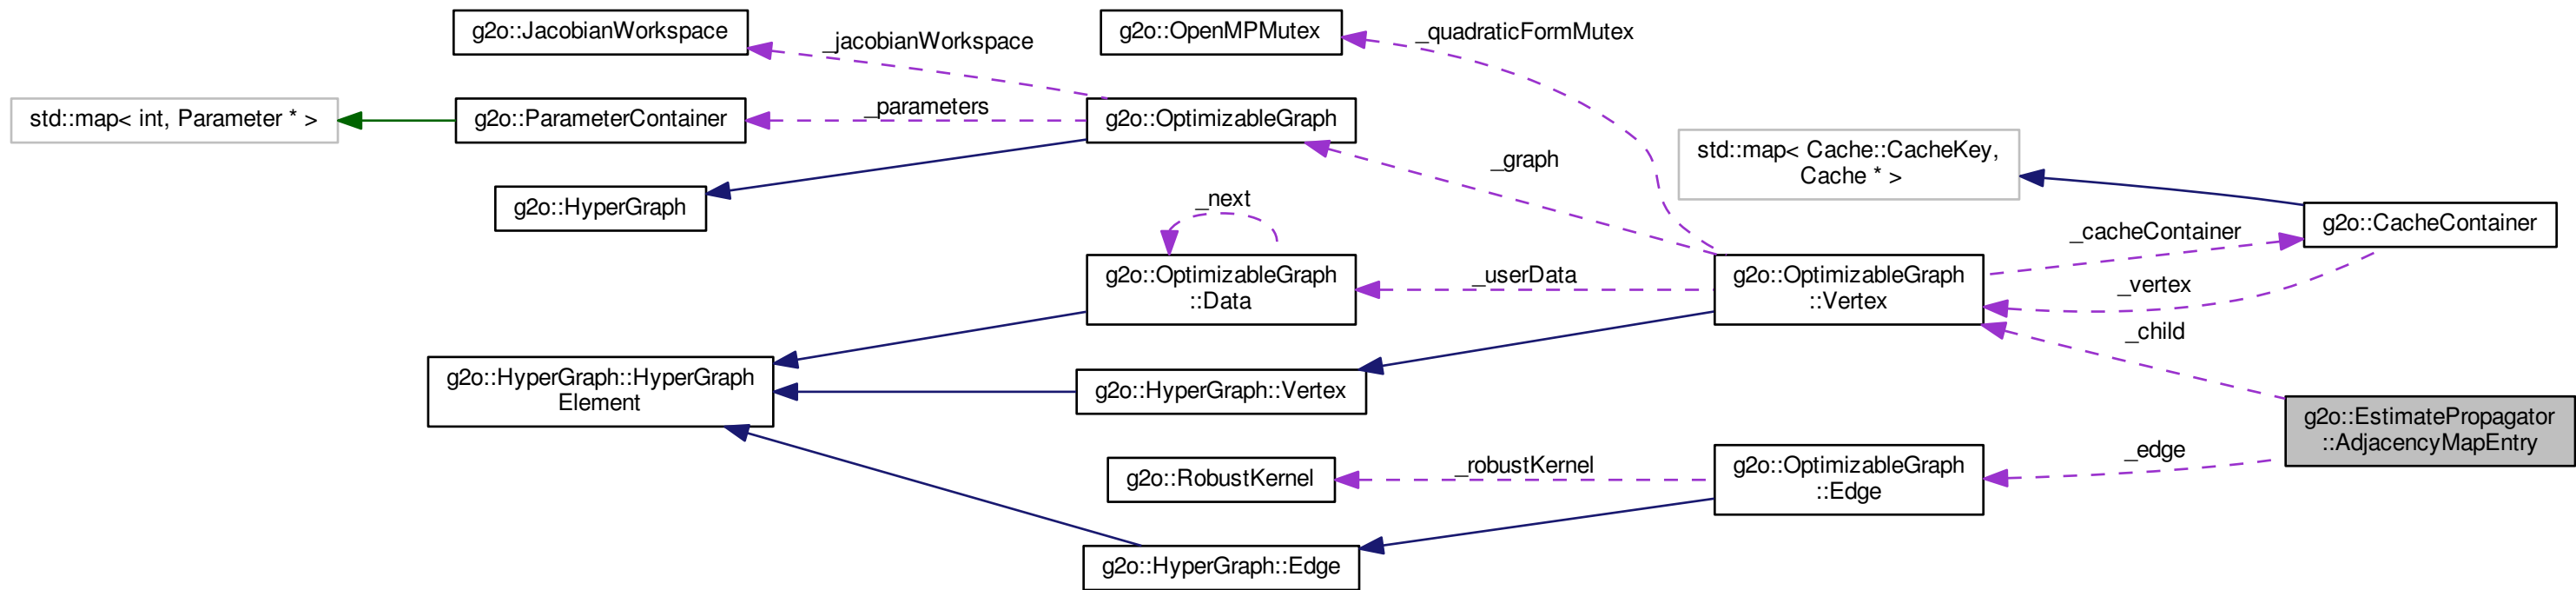 g2o::JacobianWorkspace
_jacobianWorkspace
g2o::OpenMPMutex
_quadraticFormMutex
std::map< int, Parameter * >
g2o::ParameterContainer
_parameters
g2o::OptimizableGraph
g2o::HyperGraph
_graph
std::map< Cache::CacheKey,
Cache * >
_next
g2o::OptimizableGraph
::Data
_userData
g2o::OptimizableGraph
::Vertex
_cacheContainer
g2o::CacheContainer
_vertex
_child
g2o::HyperGraph::HyperGraph
Element
g2o::HyperGraph::Vertex
g2o::EstimatePropagator
::AdjacencyMapEntry
g2o::RobustKernel
_robustKernel
g2o::OptimizableGraph
::Edge
_edge
g2o::HyperGraph::Edge